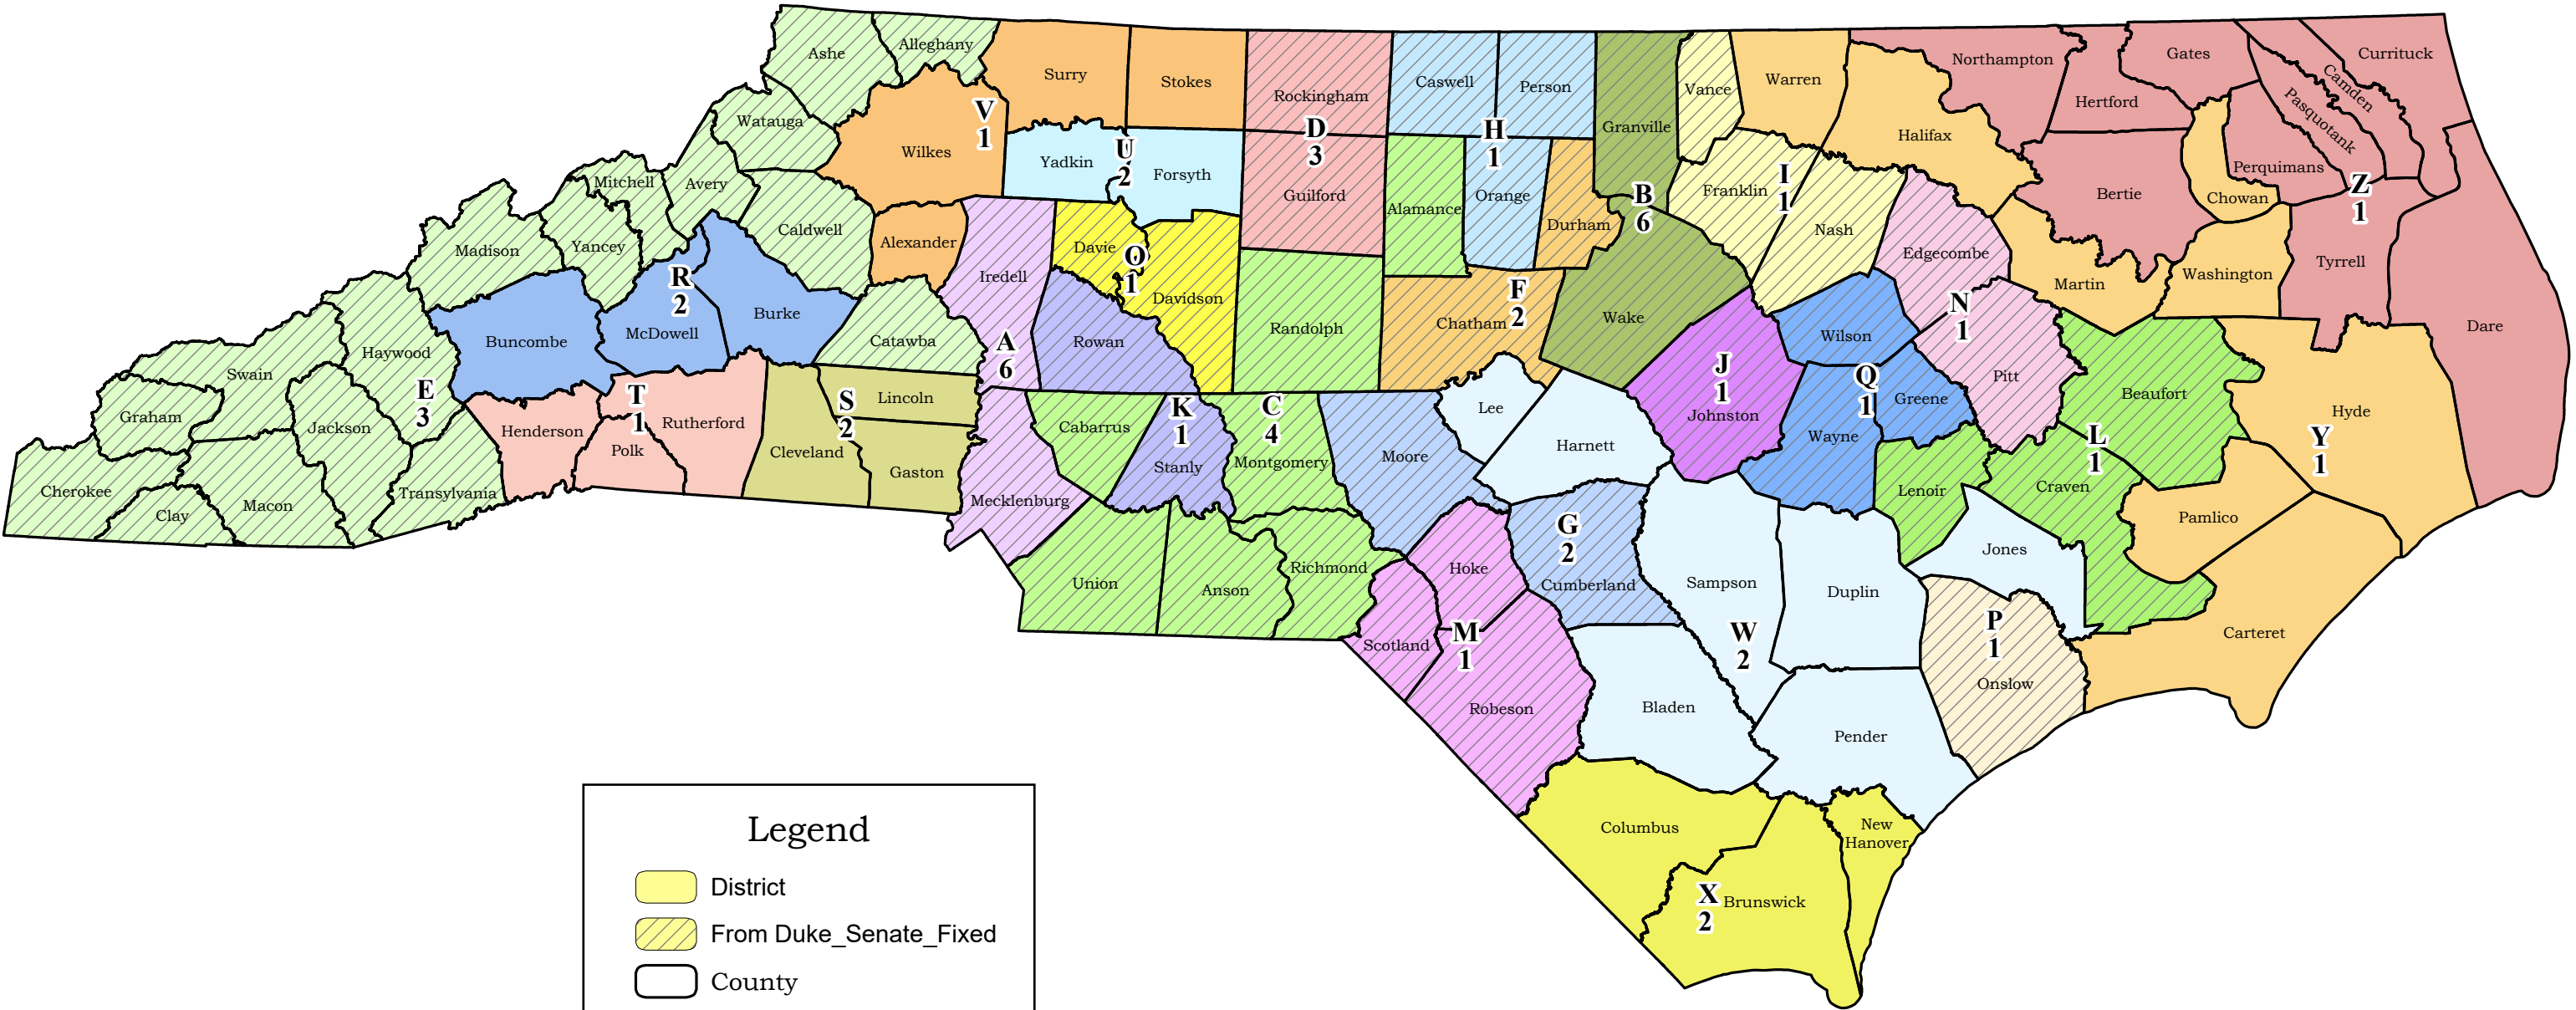 Ashe
Alleghany
Surry
Stokes
Rockingham
Caswell
Person
Granville
Vance
Warren
Northampton
Gates
Currituck
Camden
Pasquotank
Hertford
Halifax
Perquimans
Bertie
Chowan
Watauga
Wilkes
V
1
Yadkin
U
2
Forsyth
D
3
Guilford
H
1
Alamance
Orange
Durham
B
6
Franklin
I
1
Nash
Edgecombe
Z
1
Mitchell
Avery
Caldwell
Alexander
Iredell
Davie
O
1
Davidson
Randolph
Chatham
F
2
Wake
Wilson
N
1
Martin
Washington
Tyrrell
Dare
Madison
Yancey
R
2
McDowell
Burke
Buncombe
Catawba
A
6
Rowan
J
1
Johnston
Q
1
Greene
Wayne
Pitt
Beaufort
Hyde
Y
1
Haywood
Swain
Graham
E
3
Jackson
Cherokee
Clay
Macon
Transylvania
Henderson
T
1
Polk
Rutherford
S
2
Cleveland
Lincoln
Gaston
Mecklenburg
Cabarrus
K
1
Stanly
C
4
Montgomery
Moore
Lee
Harnett
Lenoir
L
1
Craven
Pamlico
Jones
Carteret
Union
Anson
Richmond
Hoke
G
2
Cumberland
Sampson
Duplin
Scotland
M
1
Robeson
Bladen
W
2
P
1
Onslow
Pender
Columbus
New
Hanover
X
2
Brunswick
Legend
District
From Duke_Senate_Fixed
County